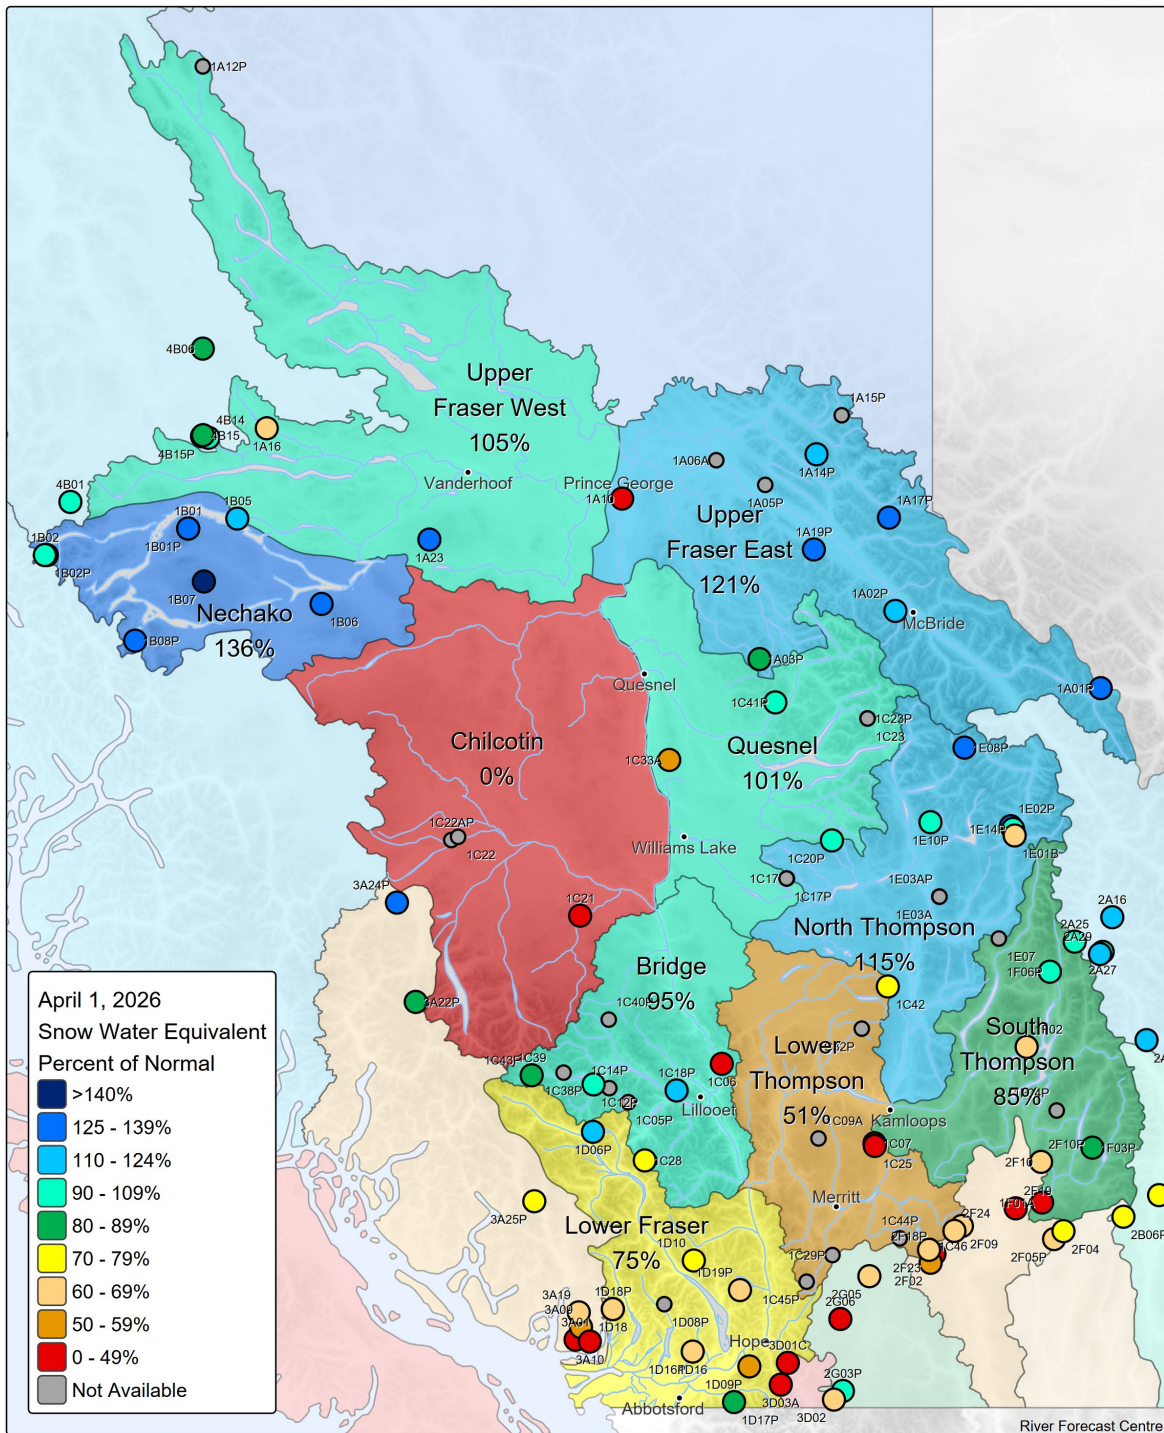 1A12P
4B06
Upper
Fraser West
105%
4B14
4B15
4B15P
1A16
Vanderhoof
Prince George
1A10
1A15P
1A06A
1A14P
1A05P
1A17P
Upper
Fraser East
121%
1A19P
4B01
1B05
1B01
1B01P
1B02
1B02P
1A23
1B07
Nechako
136%
1B06
1B08P
1A02P
McBride
1A03P
Quesnel
1A01P
1C41P
1C23P
1C23
Chilcotin
0%
Quesnel
101%
1C33A
1E08P
1C22AP
1C22
Williams Lake
1C20P
1E10P
1E02P
1E14P
1E01B
1C17
1C17P
1E03AP
1E03A
3A24P
1C21
North Thompson
115%
2A16
2A25
2A29
2A27
1E07
1F06P
Bridge
95%
1C40P
1C42
3A22P
Lower
Thompson
51%
South
Thompson
85%
1C43P
1C39
1C38P
1C14P
1C12P
1C05P
1C18P
1C06
Lillooet
Kamloops
1C09A
1C07
1C25
2F10P
1F03P
2F10
1D06P
1C28
3A25P
Merritt
1F01A
2F19
2B06P
Lower Fraser
75%
1D10
1D19P
1C44P
1C29P
2F18P
2F24
1C46
2F09
2F23
2F02
2F05P
2F04
1C45P
2G05
2G06
3A19
3A09
3A01
3A10
1D18P
1D18
1D08P
Hope
1D16P
1D16
3D01C
1D09P
3D03A
2G03P
3D02
1D17P
Abbotsford
April 1, 2026
Snow Water Equivalent
Percent of Normal
>140%
125 - 139%
110 - 124%
90 - 109%
80 - 89%
70 - 79%
60 - 69%
50 - 59%
0 - 49%
Not Available
River Forecast Centre